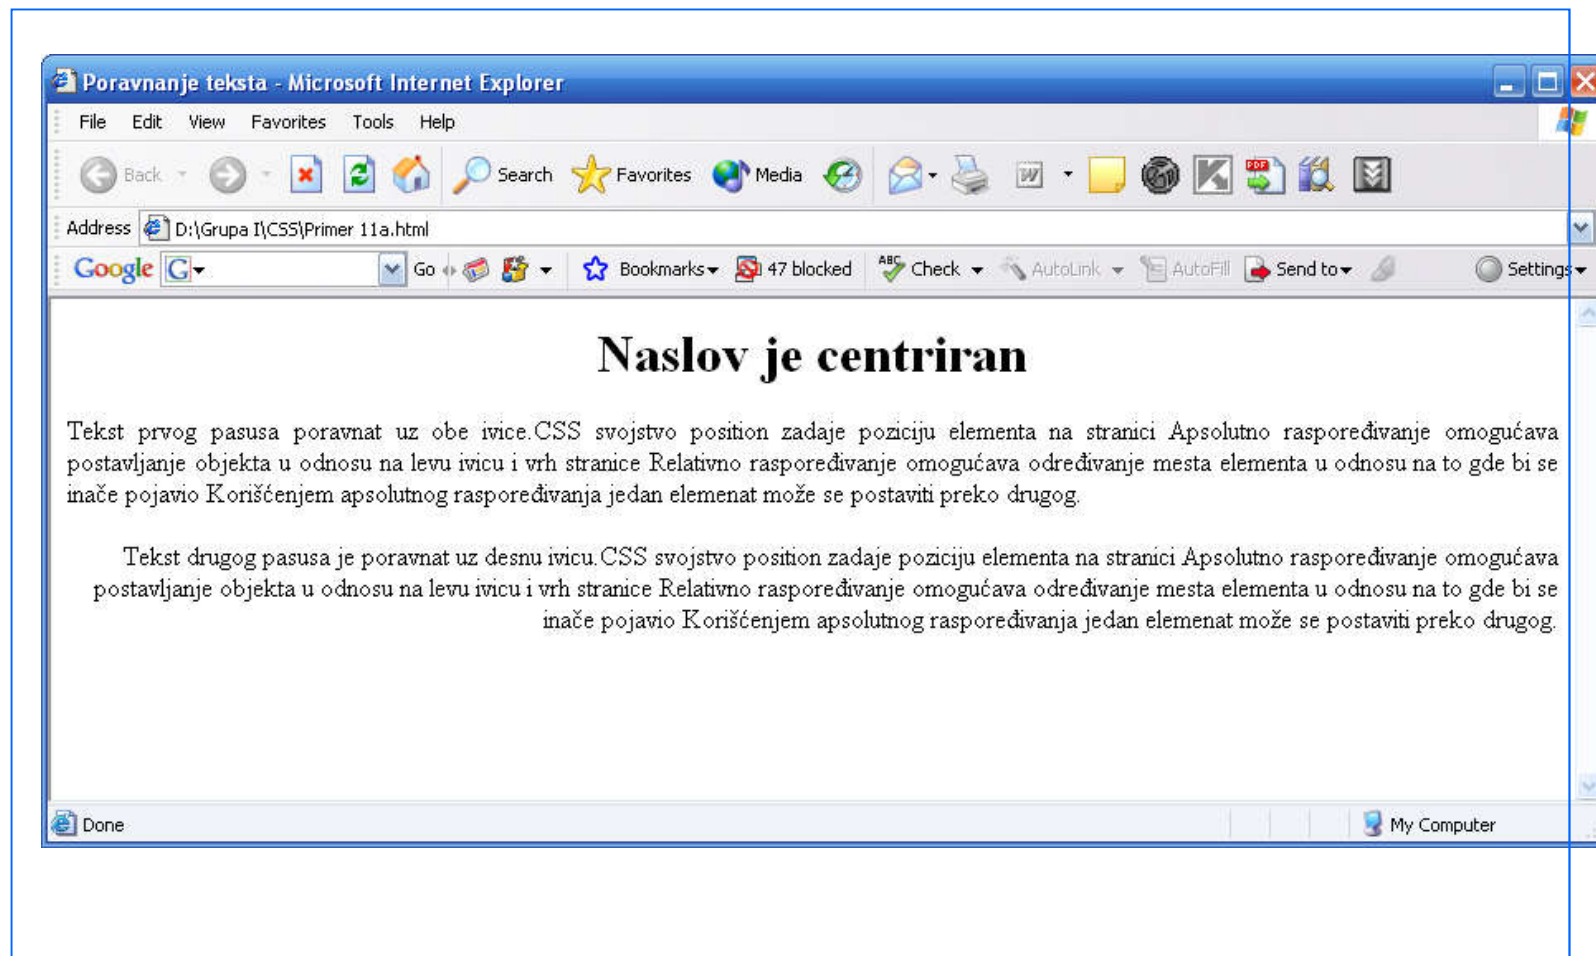 Poravnanje teksta - Microsoft Internet Explorer
File Edit View Favorites Tools Help
Back Search Favorites Media W PDF K
Address D:\Grupa I\CSS\Primer 11a.html
Google G Go Bookmarks 47 blocked ABC Check AutoLink AutoFill Send to Settings
Naslov je centriran
Tekst prvog pasusa poravnat uz obe ivice.CSS svojstvo position zadaje poziciju elementa na stranici Apsolutno raspoređivanje omogućava
postavljanje objekta u odnosu na levu ivicu i vrh stranice Relativno raspoređivanje omogućava određivanje mesta elementa u odnosu na to gde bi se
inače pojavio Korišćenjem apsolutnog raspoređivanja jedan elemenat može se postaviti preko drugog.
Tekst drugog pasusa je poravnat uz desnu ivicu.CSS svojstvo position zadaje poziciju elementa na stranici Apsolutno raspoređivanje omogućava
postavljanje objekta u odnosu na levu ivicu i vrh stranice Relativno raspoređivanje omogućava određivanje mesta elementa u odnosu na to gde bi se
inače pojavio Korišćenjem apsolutnog raspoređivanja jedan elemenat može se postaviti preko drugog.
Done My Computer